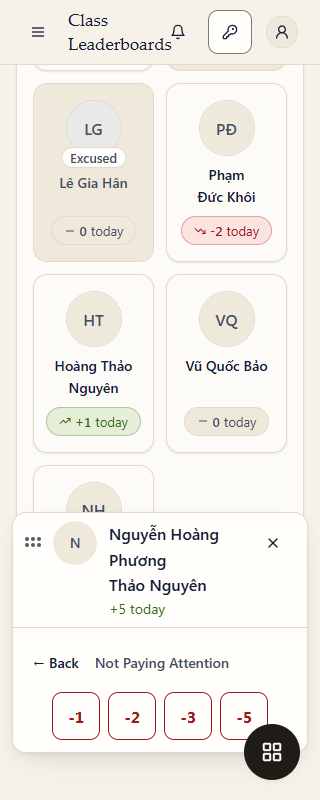 Class
Leaderboards
LG
Excused
Lê Gia Hân
0 today
PĐ
Phạm
Đức Khôi
-2 today
HT
Hoàng Thảo
Nguyên
+1 today
VQ
Vũ Quốc Bảo
0 today
NH
N
Nguyễn Hoàng
Phương
Thảo Nguyên
+5 today
← Back Not Paying Attention
-1 -2 -3 -5